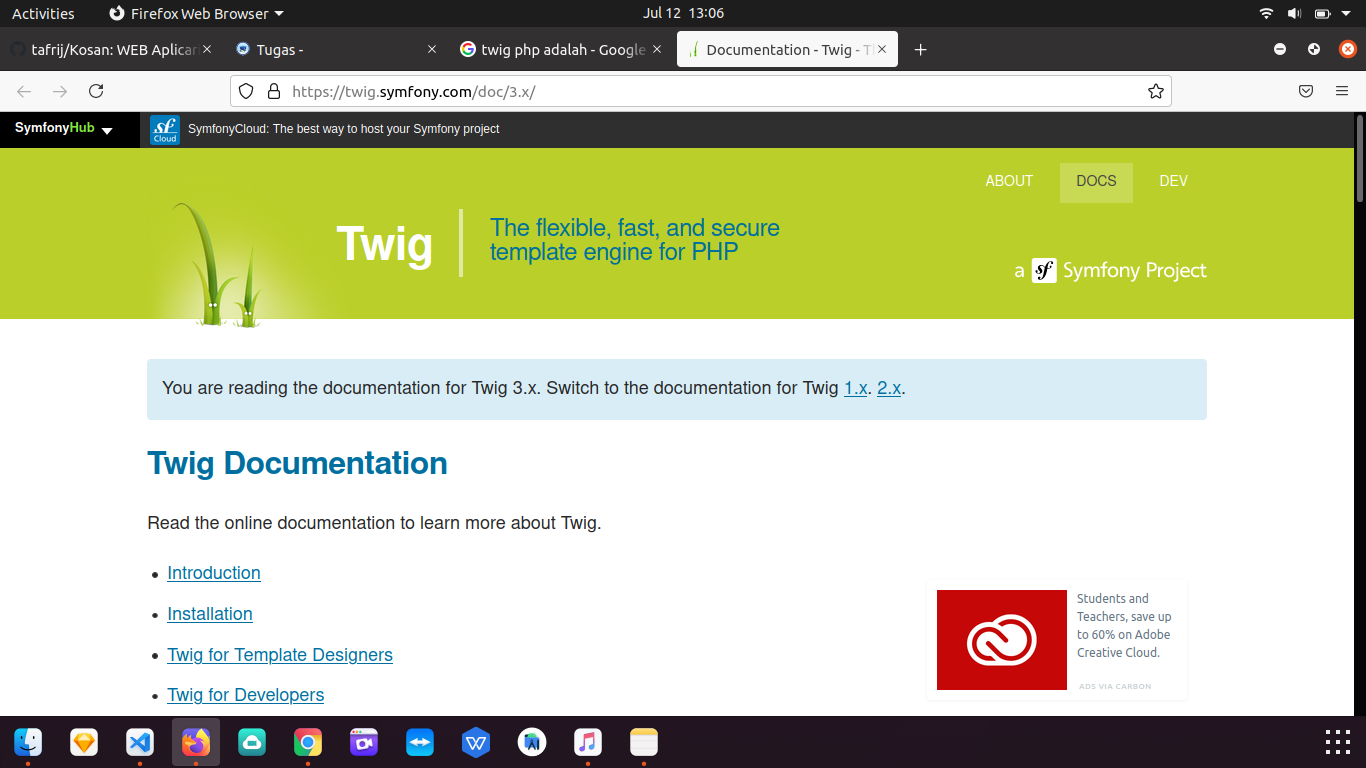 Activities Firefox Web Browser Jul 12 13:06
tafrij/Kosan: WEB Aplica Tugas - twig php adalah - Google Documentation - Twig - T
https://twig.symfony.com/doc/3.x/
SymfonyHub sf Cloud SymfonyCloud: The best way to host your Symfony project
ABOUT DOCS DEV
Twig
The flexible, fast, and secure
template engine for PHP
a sf Symfony Project
You are reading the documentation for Twig 3.x. Switch to the documentation for Twig 1.x. 2.x.
Twig Documentation
Read the online documentation to learn more about Twig.
• Introduction
• Installation
• Twig for Template Designers
• Twig for Developers
Students and
Teachers, save up
to 60% on Adobe
Creative Cloud.
ADS VIA CARBON